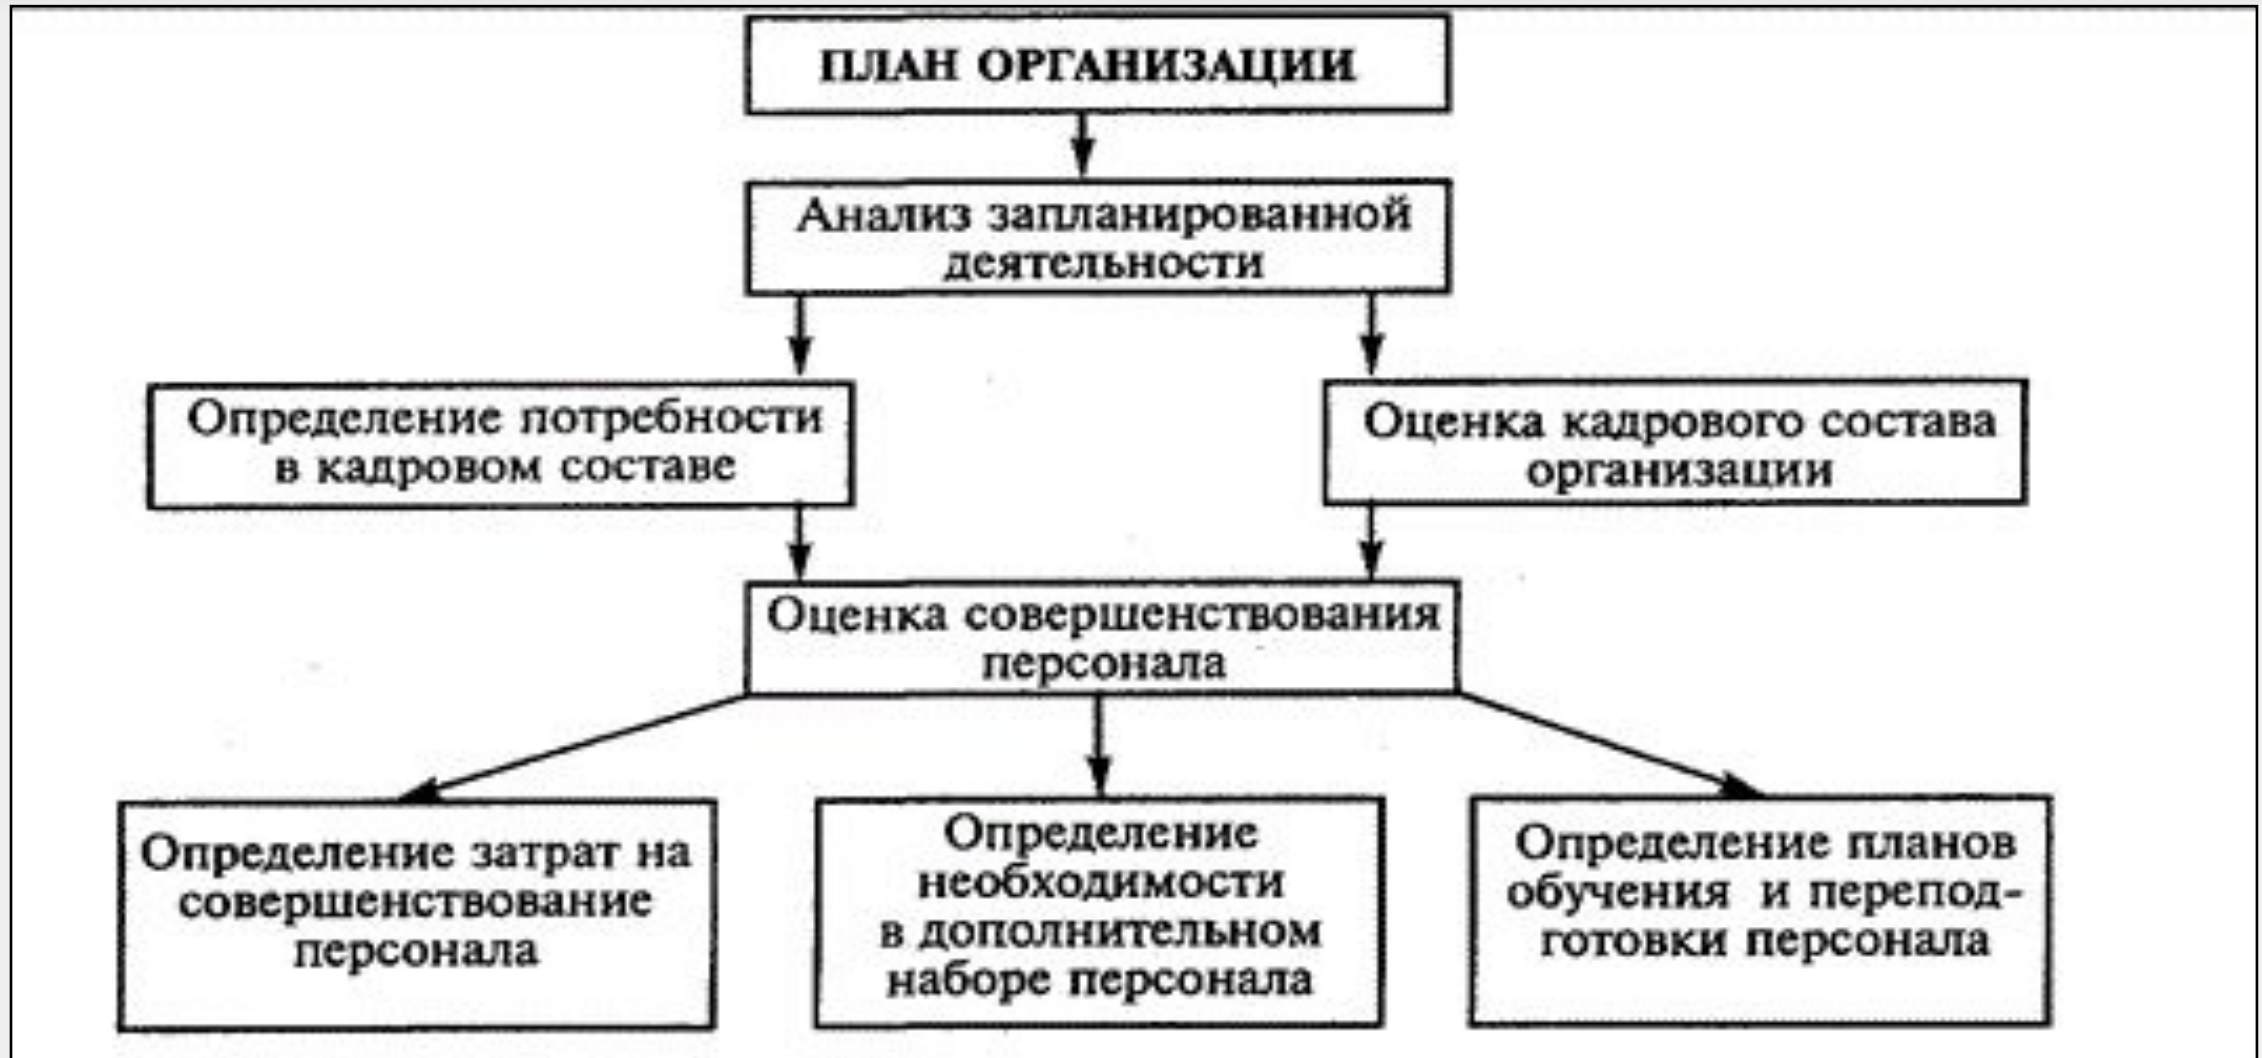 ПЛАН ОРГАНИЗАЦИИ
Анализ запланированной
деятельности
Определение потребности
в кадровом составе
Оценка кадрового состава
организации
Оценка совершенствования
персонала
Определение затрат на
совершенствование
персонала
Определение
необходимости
в дополнительном
наборе персонала
Определение планов
обучения и перепод-
готовки персонала